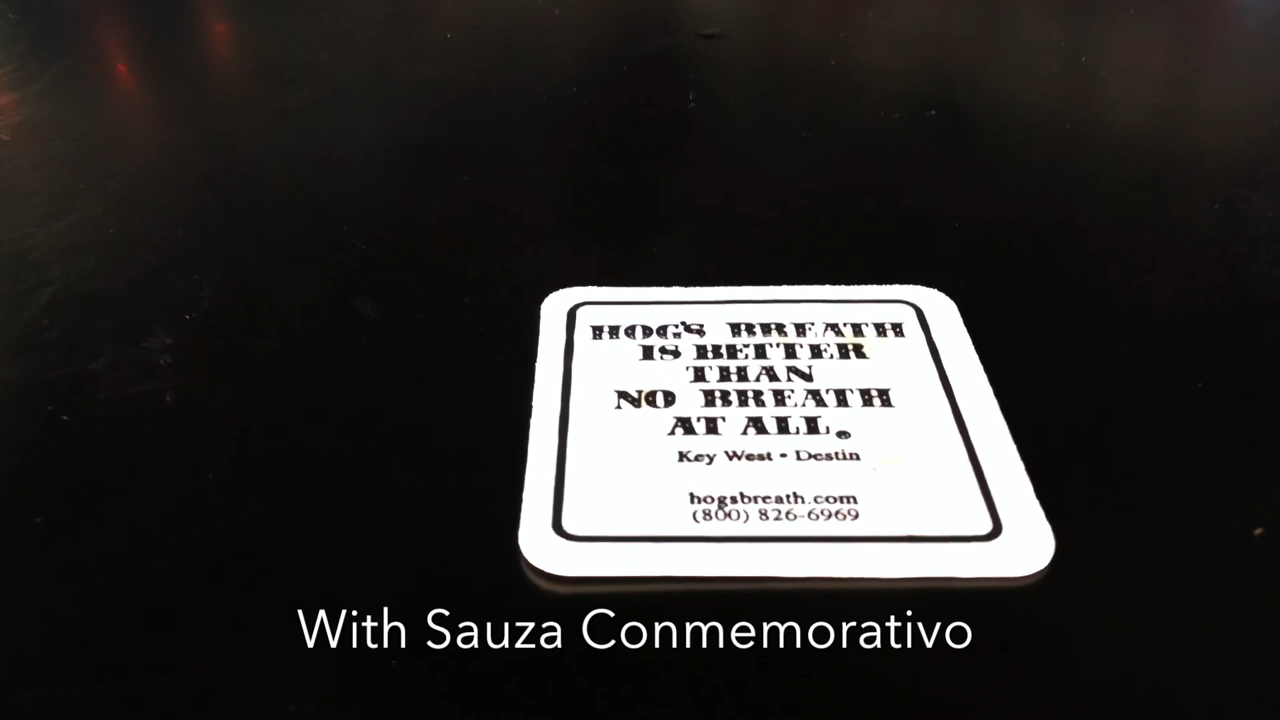 HOG'S BREATH
IS BETTER
THAN
NO BREATH
AT ALL.
Key West • Destin
hogsbreath.com
(800) 826-6969
With Sauza Conmemorativo